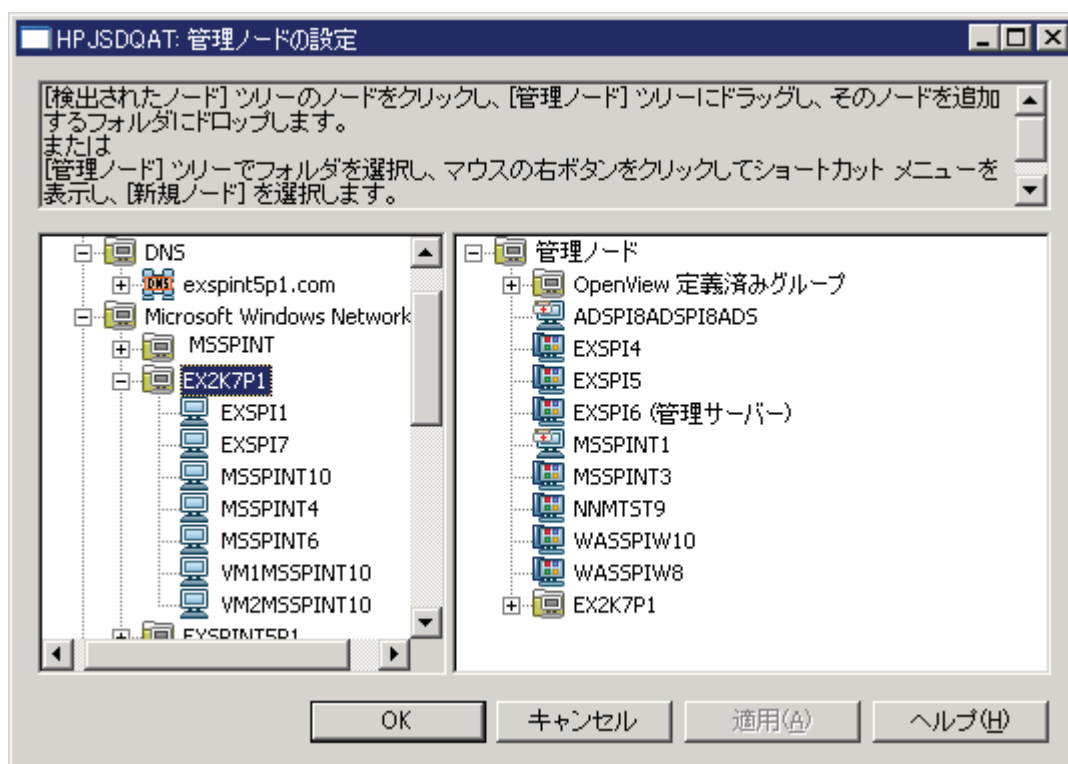 HPJSDQAT: 管理ノードの設定
[検出されたノード] ツリーのノードをクリックし、[管理ノード] ツリーにドラッグし、そのノードを追加
するフォルダにドロップします。
または
[管理ノード] ツリーでフォルダを選択し、マウスの右ボタンをクリックしてショートカット メニューを
表示し、[新規ノード] を選択します。
DNS
exspint5p1.com
Microsoft Windows Network
MSSPINT
EX2K7P1
EXSPI1
EXSPI7
MSSPINT10
MSSPINT4
MSSPINT6
VM1MSSPINT10
VM2MSSPINT10
EXSPINT5P1
管理ノード
OpenView 定義済みグループ
ADSPI8ADSPI8ADS
EXSPI4
EXSPI5
EXSPI6 (管理サーバー)
MSSPINT1
MSSPINT3
NNMTST9
WASSPIW10
WASSPIW8
EX2K7P1
OK
キャンセル
適用(A)
ヘルプ(H)